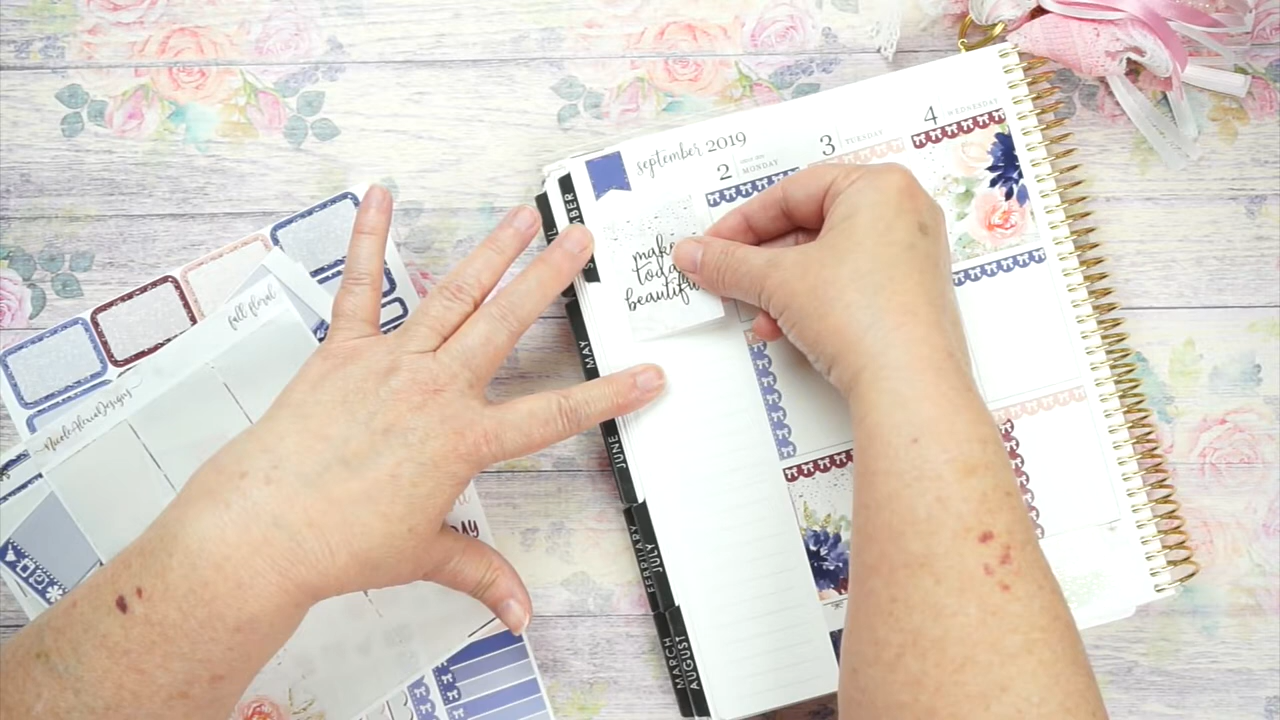 september 2019
2
MONDAY
3
TUESDAY
4
WEDNESDAY
make
today
beautiful
MAY
JUNE
FEBRUARY
JULY
MARCH
AUGUST
fall floral